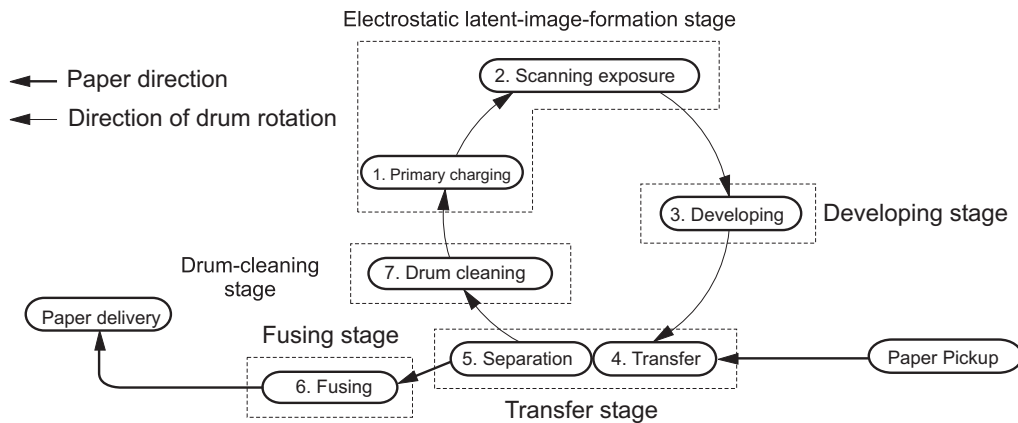 Electrostatic latent-image-formation stage
Paper direction
Direction of drum rotation
2. Scanning exposure
1. Primary charging
3. Developing
Developing stage
Drum-cleaning
stage
7. Drum cleaning
Paper delivery
Fusing stage
5. Separation
4. Transfer
Paper Pickup
6. Fusing
Transfer stage